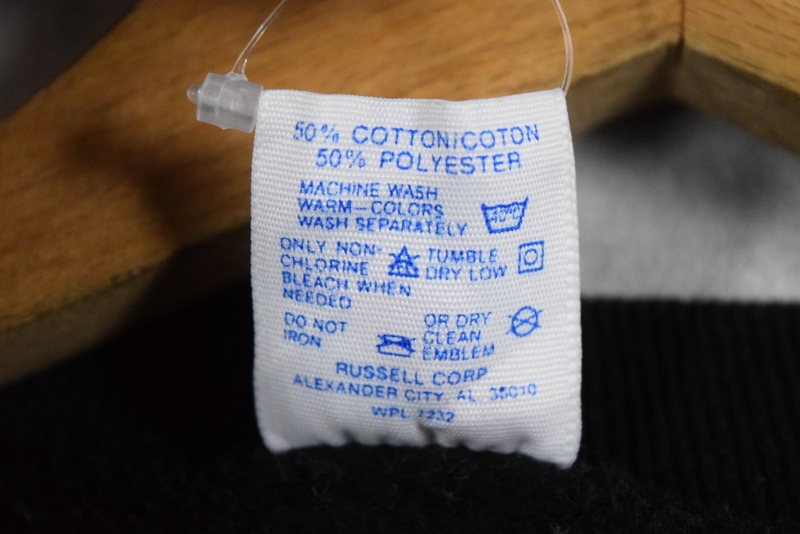 50% COTTON/COTON
50% POLYESTER
MACHINE WASH
WARM-COLORS
WASH SEPARATELY
40°C
ONLY NON-
CHLORINE
BLEACH WHEN
NEEDED
TUMBLE
DRY LOW
DO NOT
IRON
OR DRY
CLEAN
EMBLEM
RUSSELL CORP
ALEXANDER CITY, AL 35010
WPL 7232